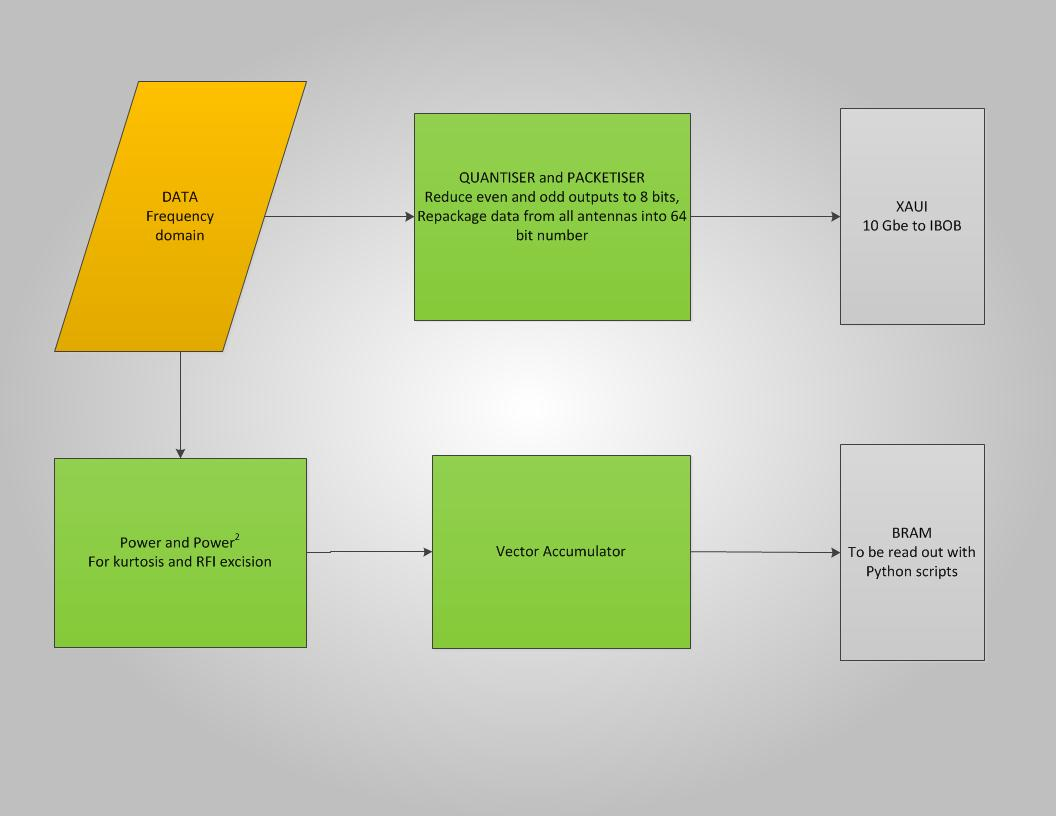 DATA
Frequency
domain
QUANTISER and PACKETISER
Reduce even and odd outputs to 8 bits,
Repackage data from all antennas into 64
bit number
XAUI
10 Gbe to IBOB
Power and Power²
For kurtosis and RFI excision
Vector Accumulator
BRAM
To be read out with
Python scripts